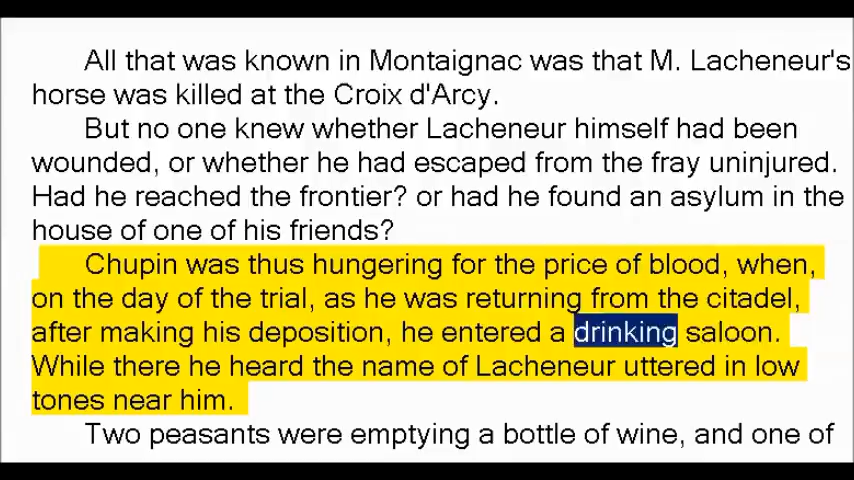 All that was known in Montaignac was that M. Lacheneur's
horse was killed at the Croix d'Arcy.
But no one knew whether Lacheneur himself had been
wounded, or whether he had escaped from the fray uninjured.
Had he reached the frontier? or had he found an asylum in the
house of one of his friends?
Chupin was thus hungering for the price of blood, when,
on the day of the trial, as he was returning from the citadel,
after making his deposition, he entered a drinking saloon.
While there he heard the name of Lacheneur uttered in low
tones near him.
Two peasants were emptying a bottle of wine, and one of